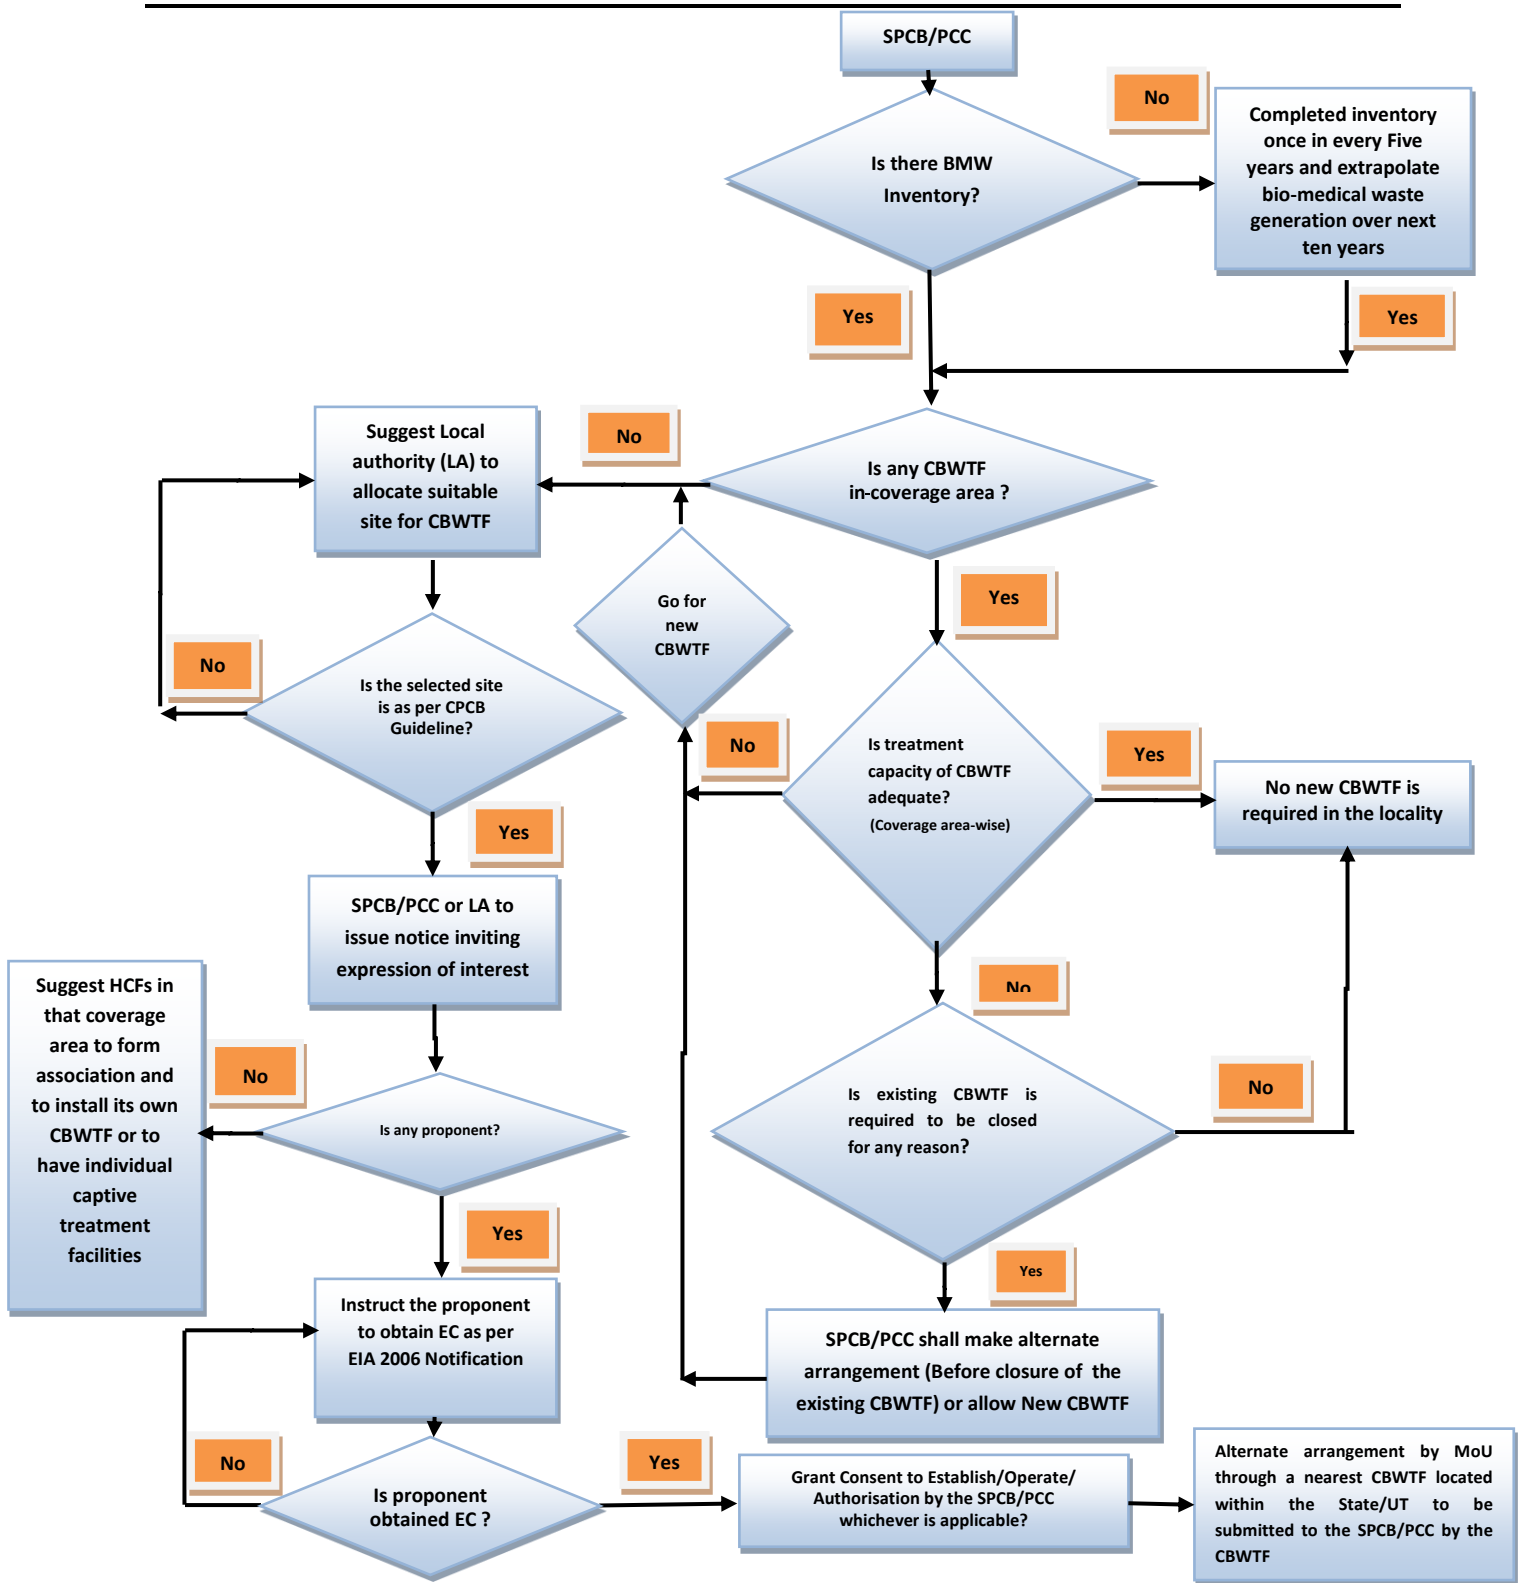 SPCB/PCC
No
Is there BMW
Inventory?
Completed inventory
once in every Five
years and extrapolate
bio-medical waste
generation over next
ten years
Yes
Yes
Suggest Local
authority (LA) to
allocate suitable
site for CBWTF
No
Is any CBWTF
in-coverage area ?
Yes
Go for
new
CBWTF
No
Is the selected site
is as per CPCB
Guideline?
No
Is treatment
capacity of CBWTF
adequate?
(Coverage area-wise)
Yes
No new CBWTF is
required in the locality
Yes
SPCB/PCC or LA to
issue notice inviting
expression of interest
No
Suggest HCFs in
that coverage
area to form
association and
to install its own
CBWTF or to
have individual
captive
treatment
facilities
No
Is any proponent?
Is existing CBWTF is
required to be closed
for any reason?
No
Yes
Yes
Instruct the proponent
to obtain EC as per
EIA 2006 Notification
SPCB/PCC shall make alternate
arrangement (Before closure of the
existing CBWTF) or allow New CBWTF
No
Is proponent
obtained EC ?
Yes
Grant Consent to Establish/Operate/
Authorisation by the SPCB/PCC
whichever is applicable?
Alternate arrangement by MoU
through a nearest CBWTF located
within the State/UT to be
submitted to the SPCB/PCC by the
CBWTF